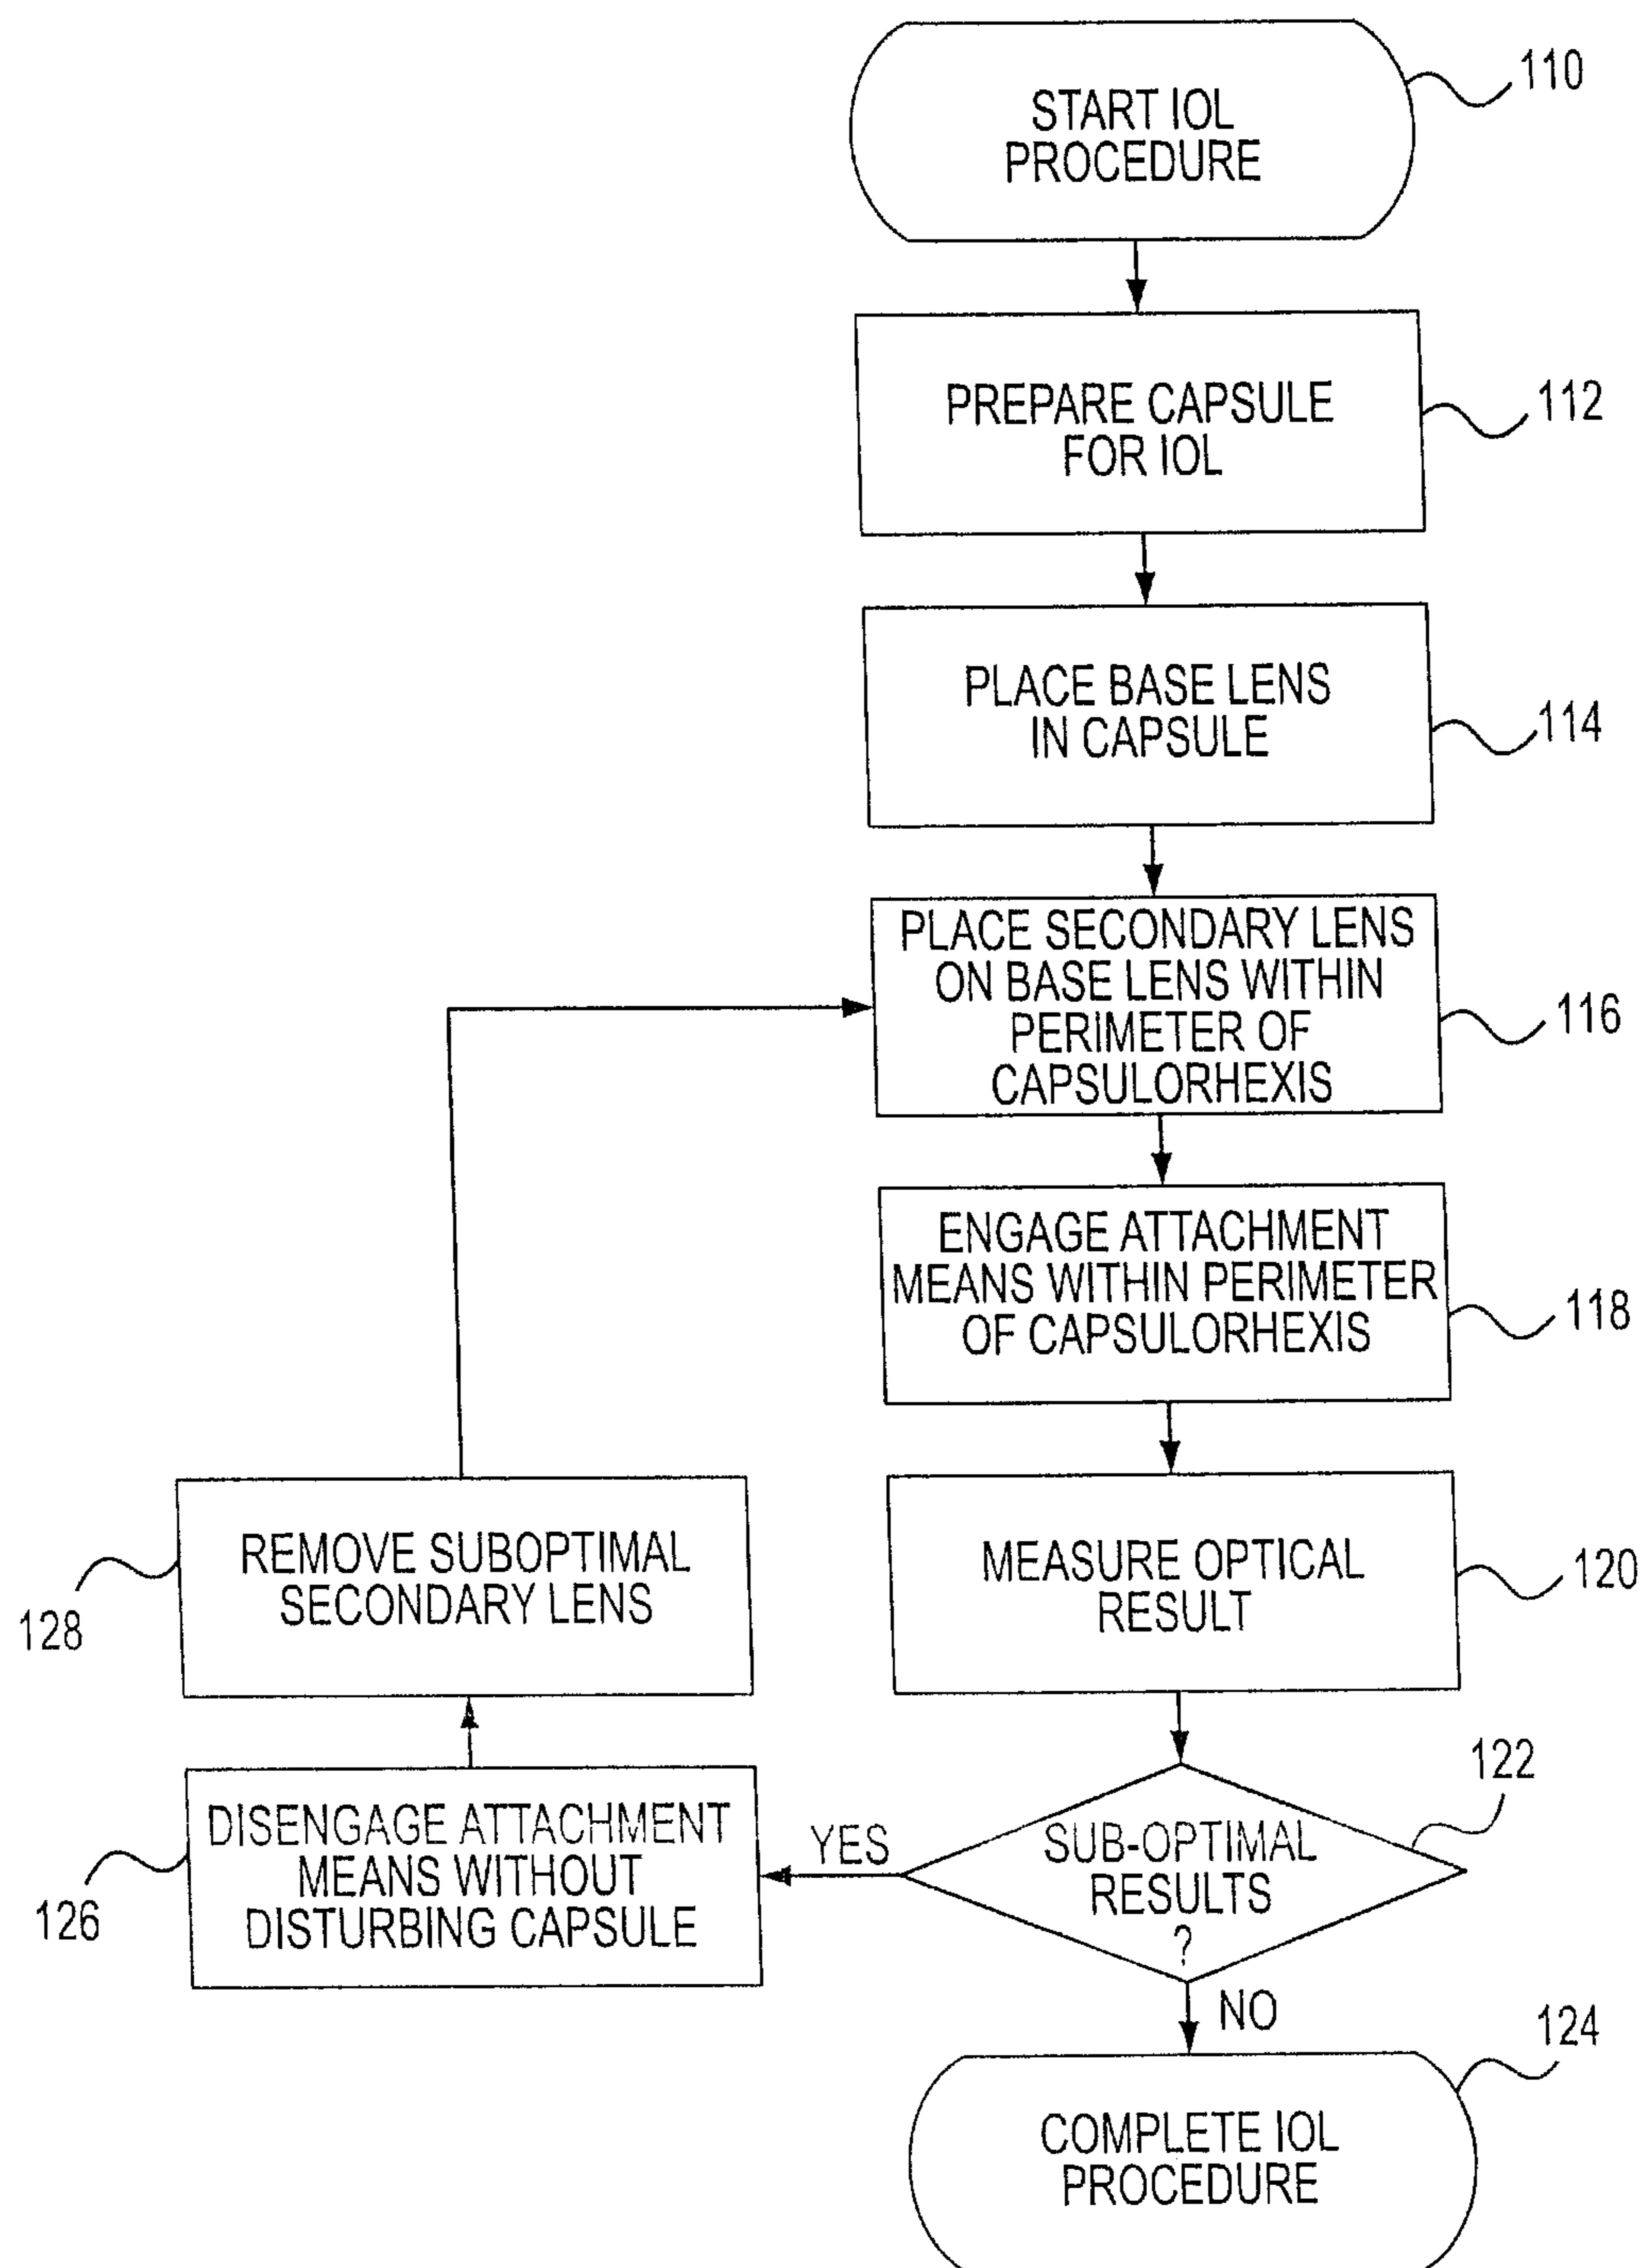 START IOL
PROCEDURE
110
PREPARE CAPSULE
FOR IOL
112
PLACE BASE LENS
IN CAPSULE
114
PLACE SECONDARY LENS
ON BASE LENS WITHIN
PERIMETER OF
CAPSULORHEXIS
116
ENGAGE ATTACHMENT
MEANS WITHIN PERIMETER
OF CAPSULORHEXIS
118
MEASURE OPTICAL
RESULT
120
SUB-OPTIMAL
RESULTS
?
122
YES
NO
DISENGAGE ATTACHMENT
MEANS WITHOUT
DISTURBING CAPSULE
126
REMOVE SUBOPTIMAL
SECONDARY LENS
128
COMPLETE IOL
PROCEDURE
124